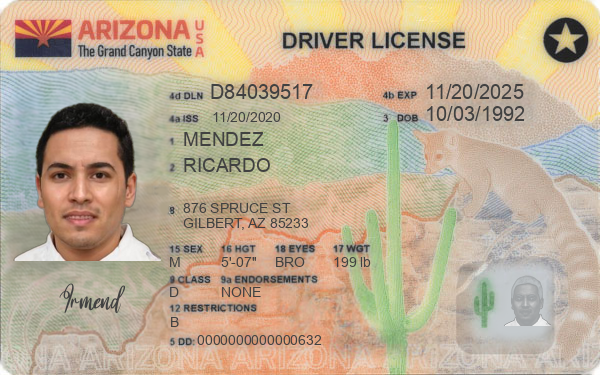 ARIZONA USA
The Grand Canyon State
DRIVER LICENSE
4d DLN D84039517 4b EXP 11/20/2025
4a ISS 11/20/2020 3 DOB 10/03/1992
1 MENDEZ
2 RICARDO
8 876 SPRUCE ST
GILBERT, AZ 85233
15 SEX 16 HGT 18 EYES 17 WGT
M 5'-07" BRO 199 lb
9 CLASS 9a ENDORSEMENTS
D NONE
12 RESTRICTIONS
B
5 DD: 0000000000000632
Irmend
ARIZONA ARIZONA ARIZONA ARIZONA